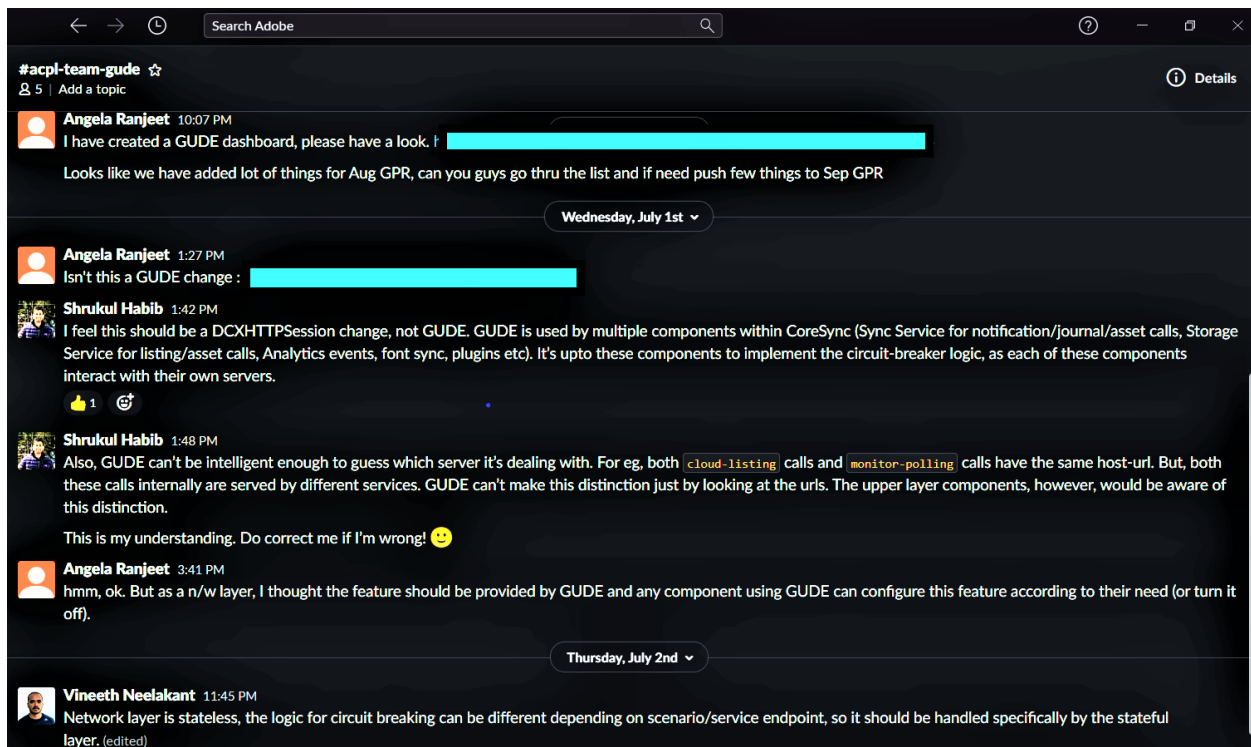 Search Adobe
#acpl-team-gude
5 | Add a topic
Details
Angela Ranjeet 10:07 PM
I have created a GUDE dashboard, please have a look. h
Looks like we have added lot of things for Aug GPR, can you guys go thru the list and if need push few things to Sep GPR
Wednesday, July 1st
Angela Ranjeet 1:27 PM
Isn't this a GUDE change :
Shrukul Habib 1:42 PM
I feel this should be a DCXHTTPSession change, not GUDE. GUDE is used by multiple components within CoreSync (Sync Service for notification/journal/asset calls, Storage
Service for listing/asset calls, Analytics events, font sync, plugins etc). It's upto these components to implement the circuit-breaker logic, as each of these components
interact with their own servers.
1
Shrukul Habib 1:48 PM
Also, GUDE can't be intelligent enough to guess which server it's dealing with. For eg, both cloud-listing calls and monitor-polling calls have the same host-url. But, both
these calls internally are served by different services. GUDE can't make this distinction just by looking at the urls. The upper layer components, however, would be aware of
this distinction.
This is my understanding. Do correct me if I'm wrong! 🙂
Angela Ranjeet 3:41 PM
hmm, ok. But as a n/w layer, I thought the feature should be provided by GUDE and any component using GUDE can configure this feature according to their need (or turn it
off).
Thursday, July 2nd
Vineeth Neelakant 11:45 PM
Network layer is stateless, the logic for circuit breaking can be different depending on scenario/service endpoint, so it should be handled specifically by the stateful
layer. (edited)